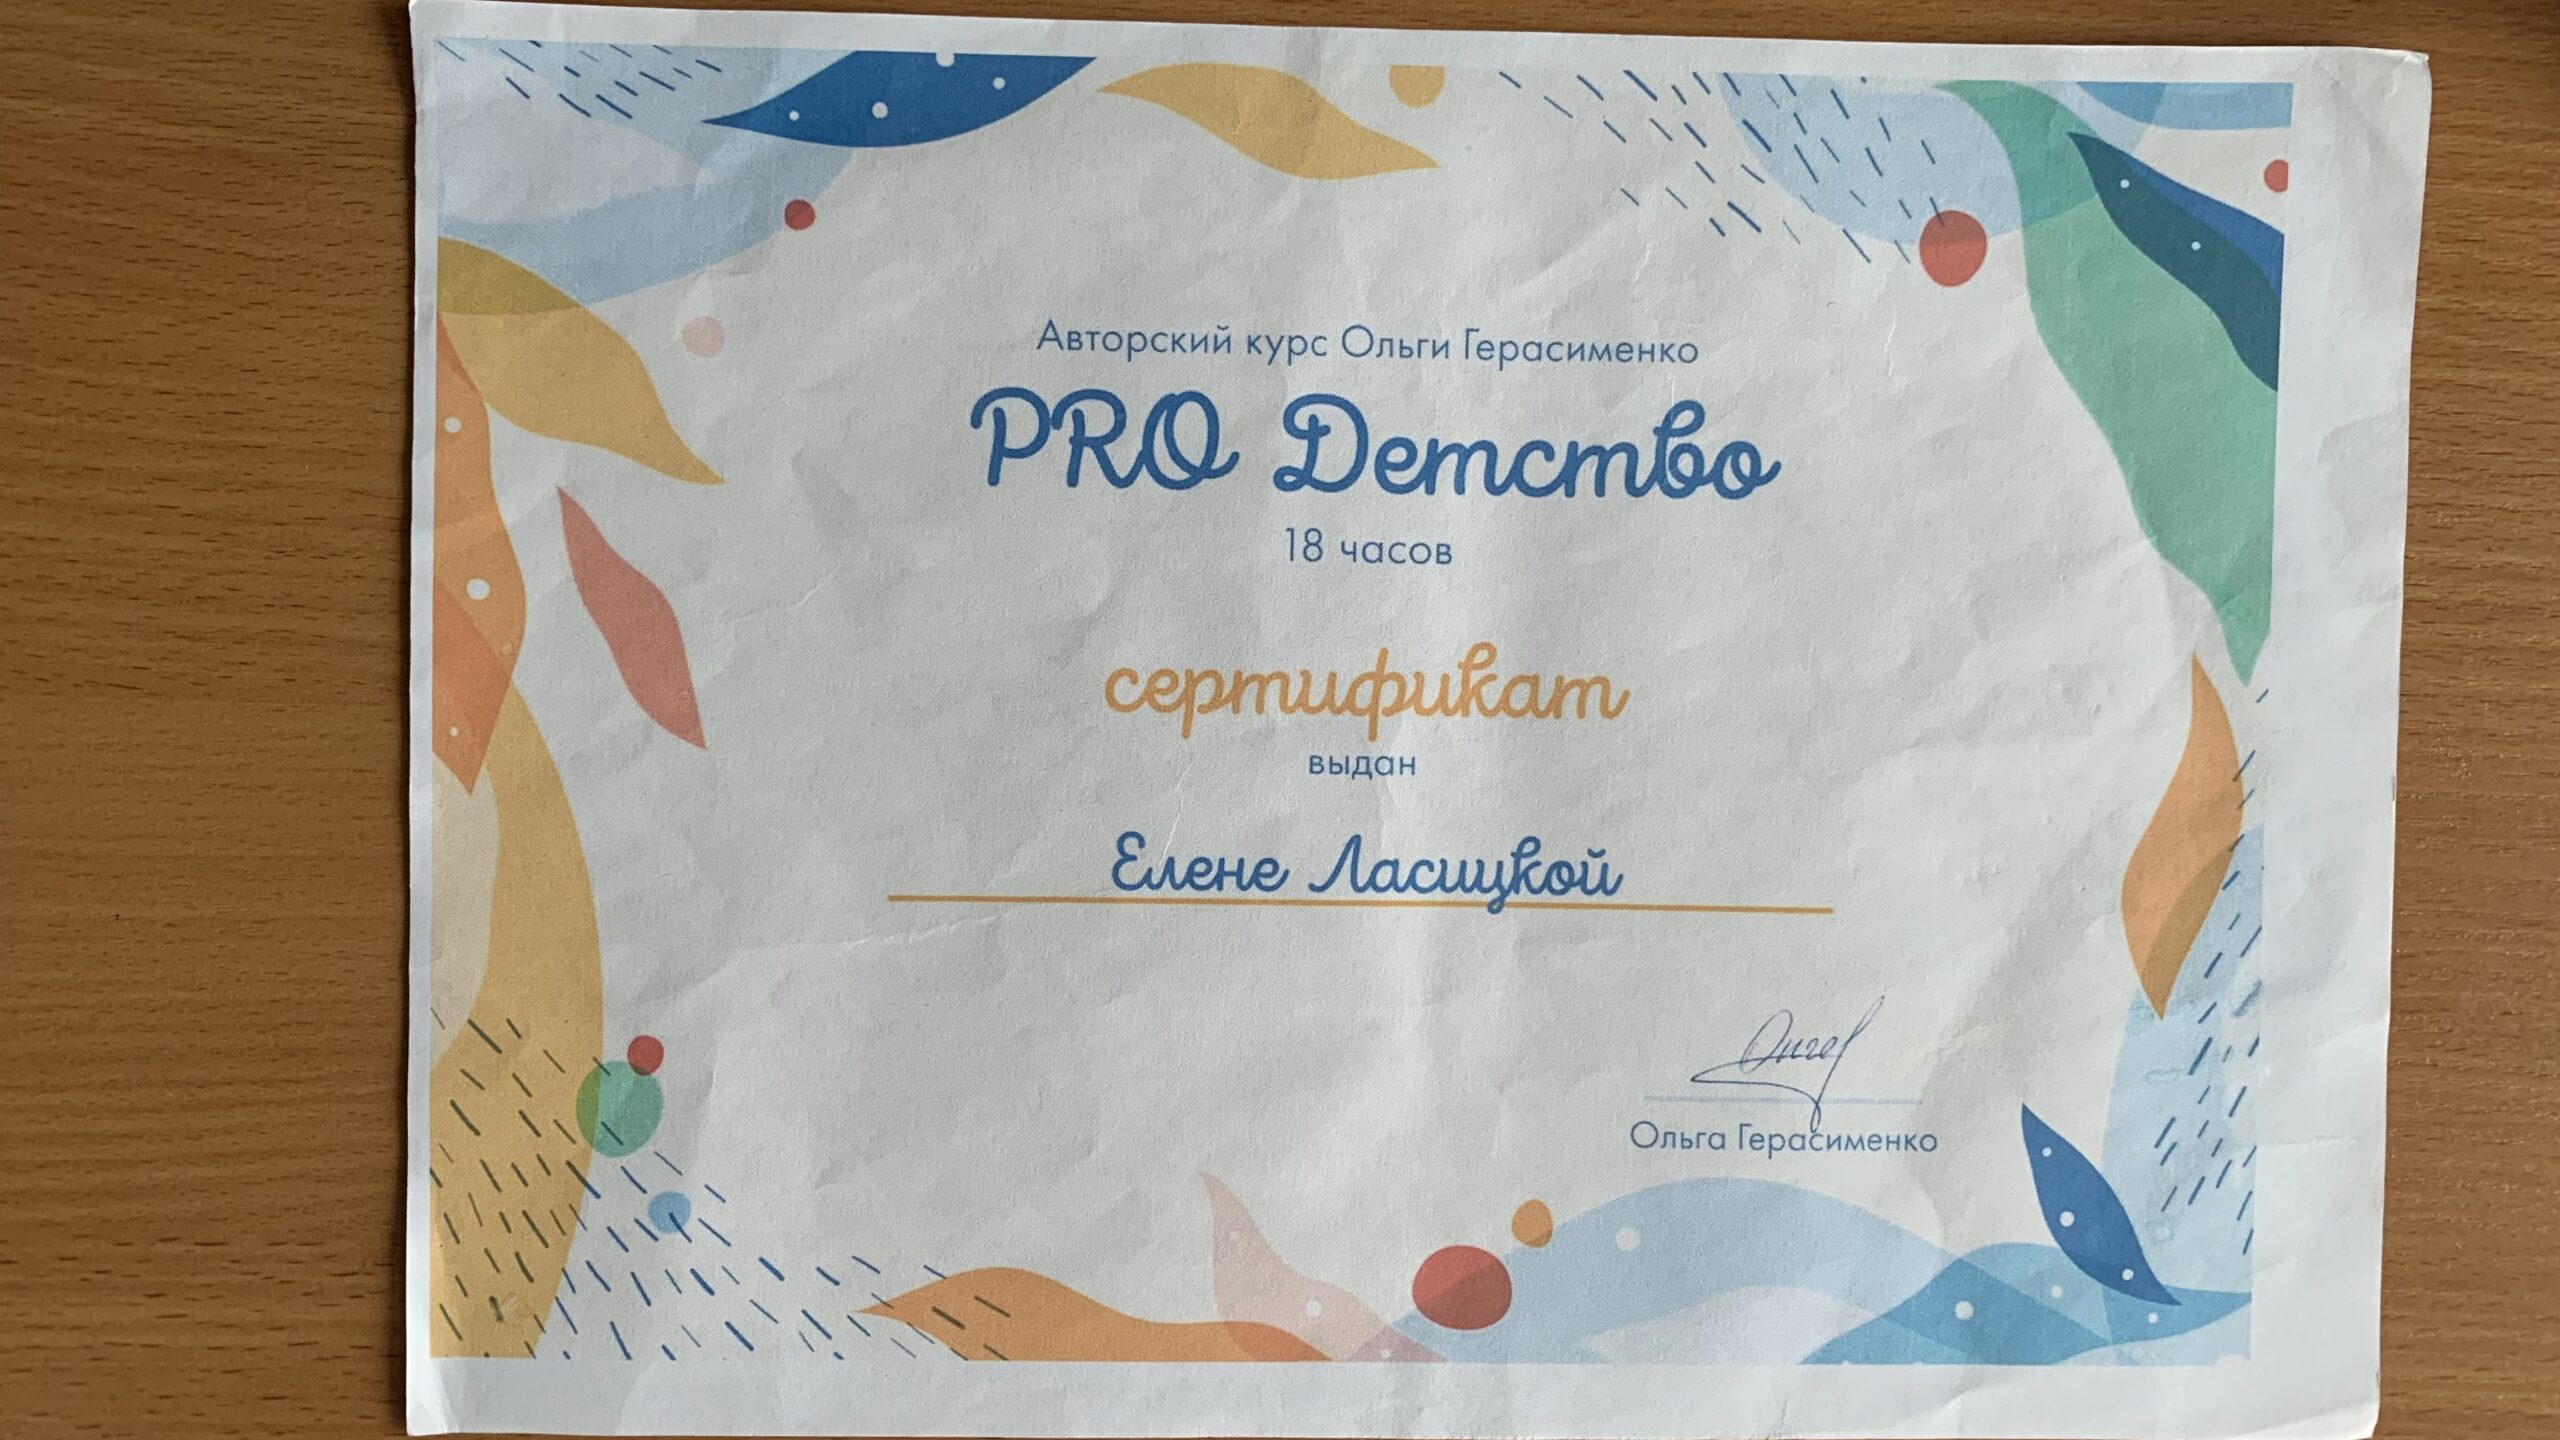 Авторский курс Ольги Герасименко
PRO Детство
18 часов
сертификат
выдан
Елене Ласицкой
Ольга Герасименко